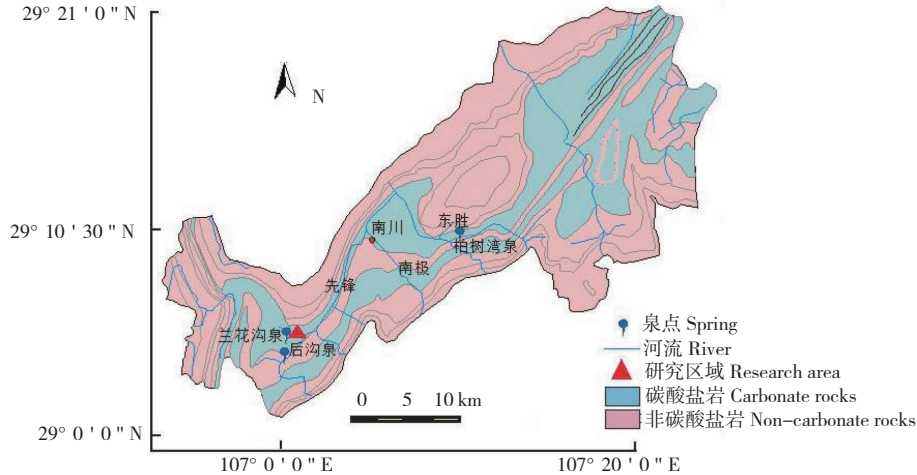 29° 21 ' 0 " N
N
东胜
南川
29° 10 ' 30 " N
柏树湾泉
南极
先锋
泉点 Spring
兰花沟泉
河流 River
后沟泉
研究区域 Research area
0 5 10 km
碳酸盐岩 Carbonate rocks
非碳酸盐岩 Non-carbonate rocks
29° 0 ' 0 " N
107° 0 ' 0 " E
107° 20 ' 0 " E